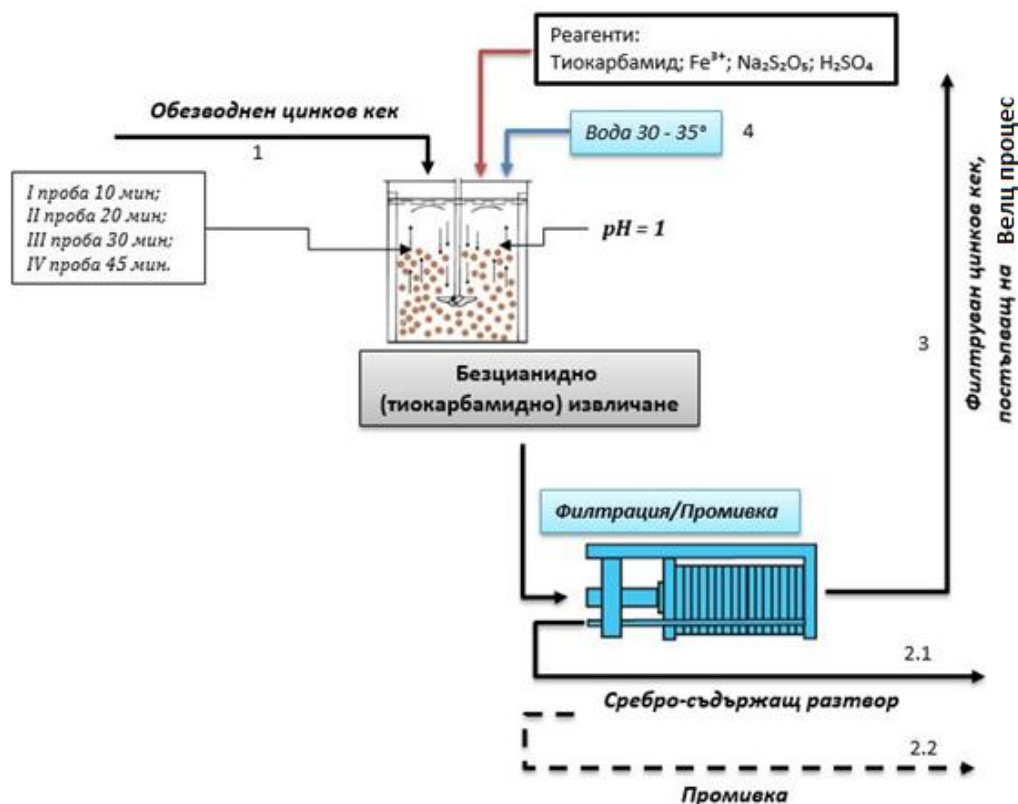 Реагенти:
Тиокарбамид; Fe³⁺; Na₂S₂O₅; H₂SO₄
Обезводнен цинков кек
1
Вода 30 - 35°
4
I проба 10 мин;
II проба 20 мин;
III проба 30 мин;
IV проба 45 мин.
pH = 1
Безцианидно
(тиокарбамидно) извличане
3
Филтруван цинков кек,
постъпващ на Велц процес
Филтрация/Промивка
2.1
Сребро-съдържащ разтвор
2.2
Промивка